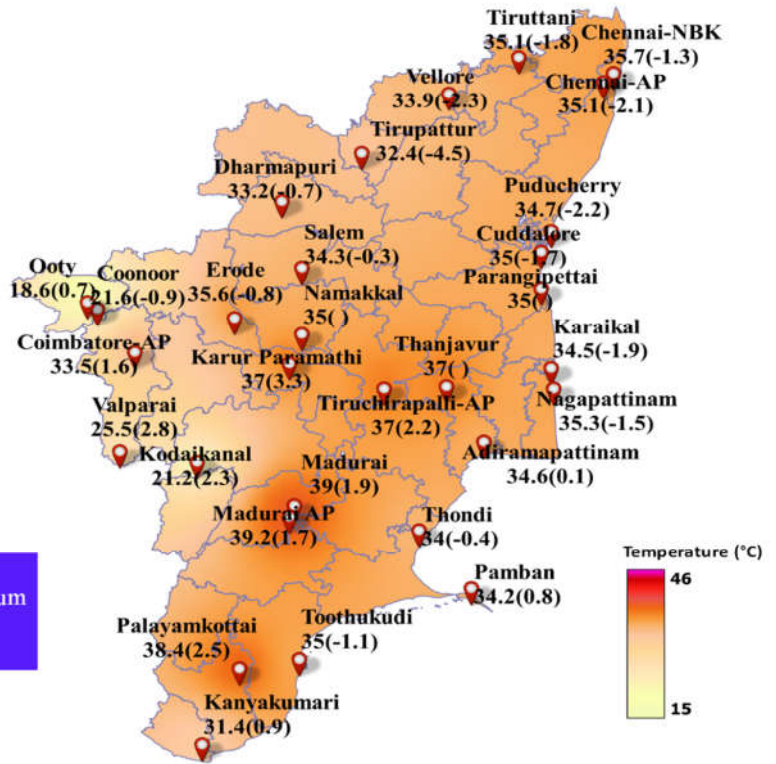 Tiruttani
35.1(-1.8)
Chennai-NBK
35.7(-1.3)
Vellore
33.9(-2.3)
Chennai-AP
35.1(-2.1)
Tirupattur
32.4(-4.5)
Dharmapuri
33.2(-0.7)
Puducherry
34.7(-2.2)
Salem
34.3(-0.3)
Cuddalore
35(-1.7)
Ooty
18.6(0.7)
Coonoor
21.6(-0.9)
Erode
35.6(-0.8)
Namakkal
35( )
Parangipettai
35( )
Karaikal
34.5(-1.9)
Coimbatore-AP
33.5(1.6)
Karur Paramathi
37(3.3)
Thanjavur
37( )
Tiruchirapalli-AP
37(2.2)
Nagapattinam
35.3(-1.5)
Valparai
25.5(2.8)
Kodaikanal
21.2(2.3)
Adiramapattinam
34.6(0.1)
Madurai
39(1.9)
Madurai AP
39.2(1.7)
Thondi
34(-0.4)
Temperature (°C)
46
15
Pamban
34.2(0.8)
um
Palayamkottai
38.4(2.5)
Toothukudi
35(-1.1)
Kanyakumari
31.4(0.9)